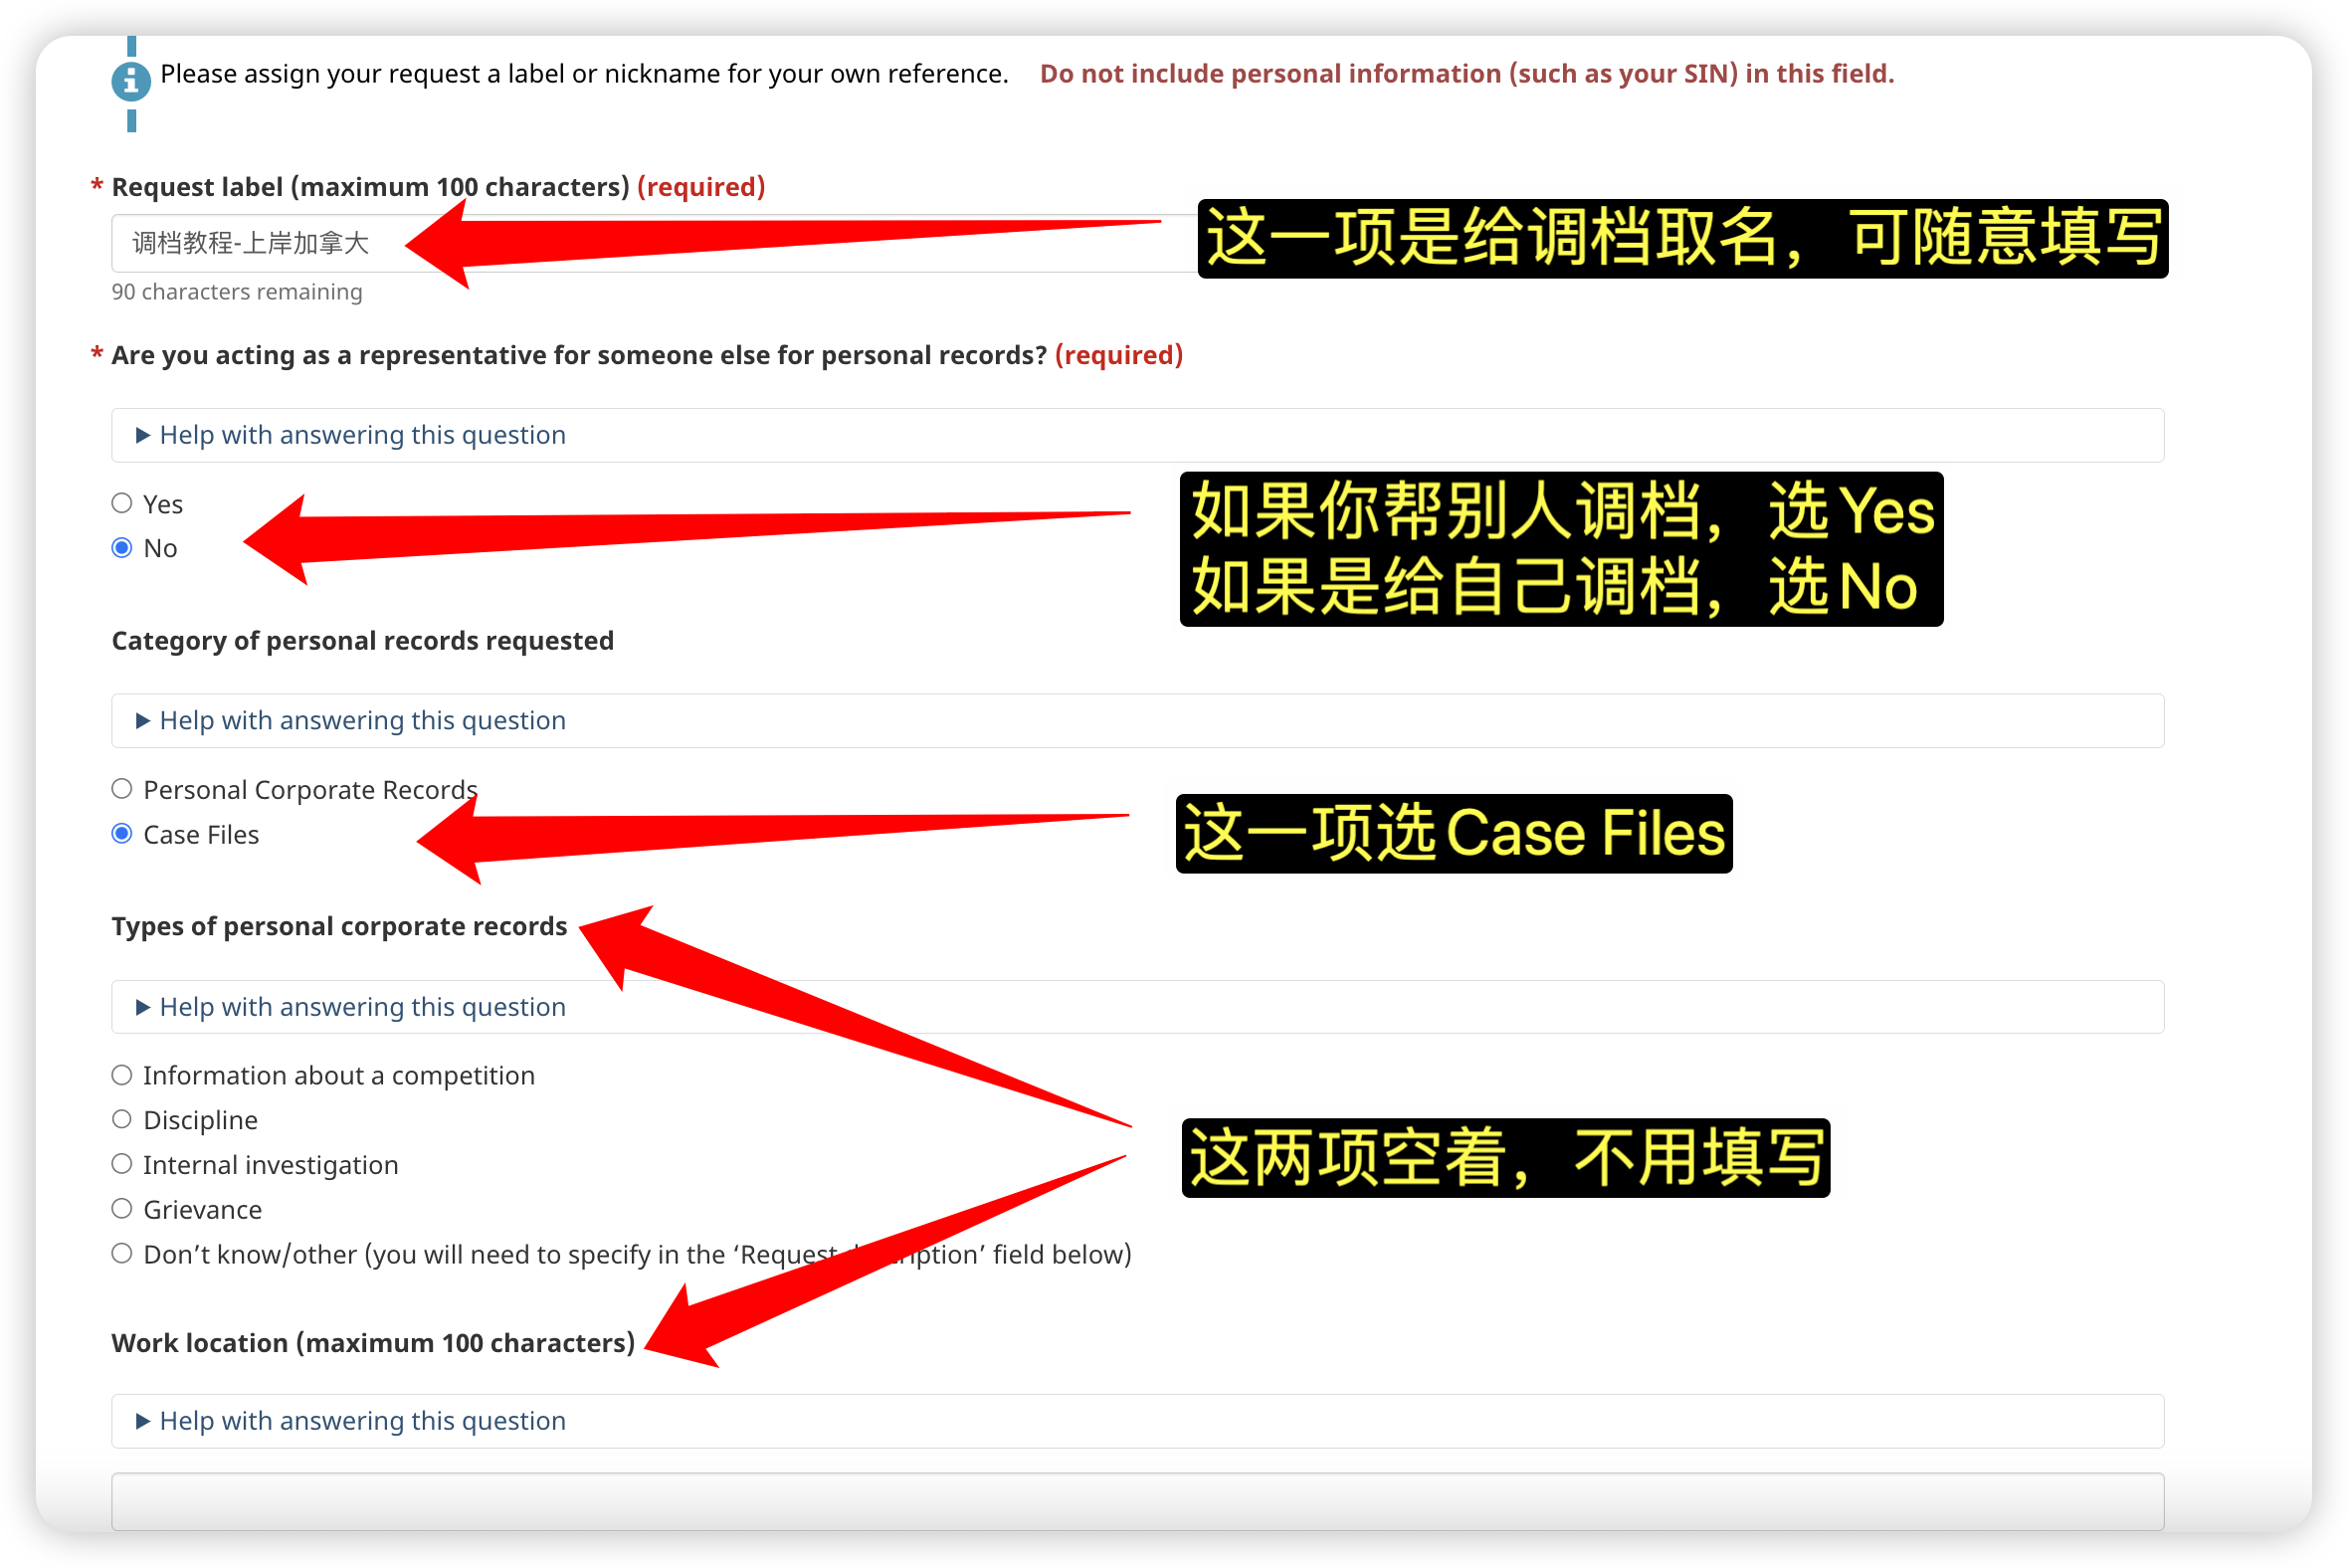 Please assign your request a label or nickname for your own reference. Do not include personal information (such as your SIN) in this field.
* Request label (maximum 100 characters) (required)
调档教程-上岸加拿大
这一项是给调档取名，可随意填写
90 characters remaining
* Are you acting as a representative for someone else for personal records? (required)
Help with answering this question
Yes
No
如果你帮别人调档，选Yes
如果是给自己调档，选No
Category of personal records requested
Help with answering this question
Personal Corporate Records
Case Files
这一项选Case Files
Types of personal corporate records
Help with answering this question
Information about a competition
Discipline
Internal investigation
Grievance
Don’t know/other (you will need to specify in the ‘Request ription’ field below)
这两项空着，不用填写
Work location (maximum 100 characters)
Help with answering this question